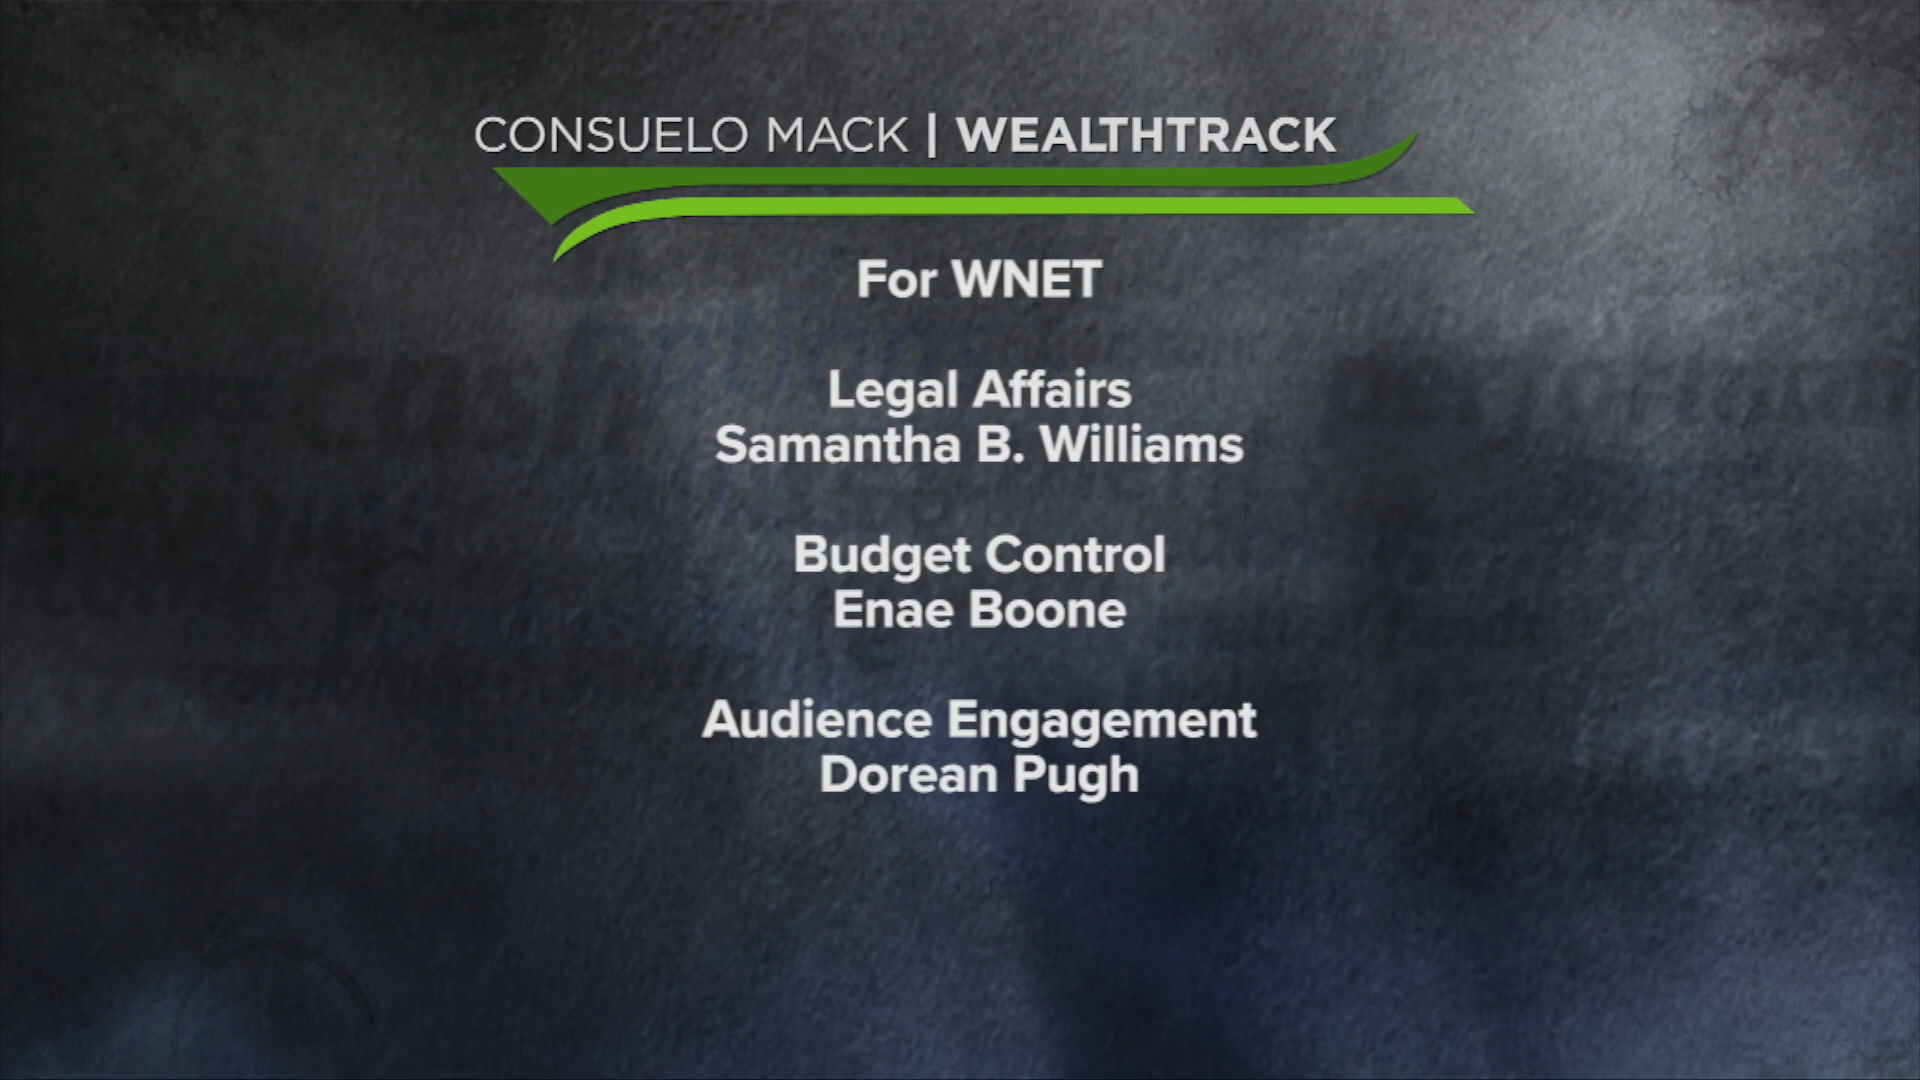 CONSUELO MACK | WEALTHTRACK
For WNET
Legal Affairs
Samantha B. Williams
Budget Control
Enae Boone
Audience Engagement
Dorean Pugh